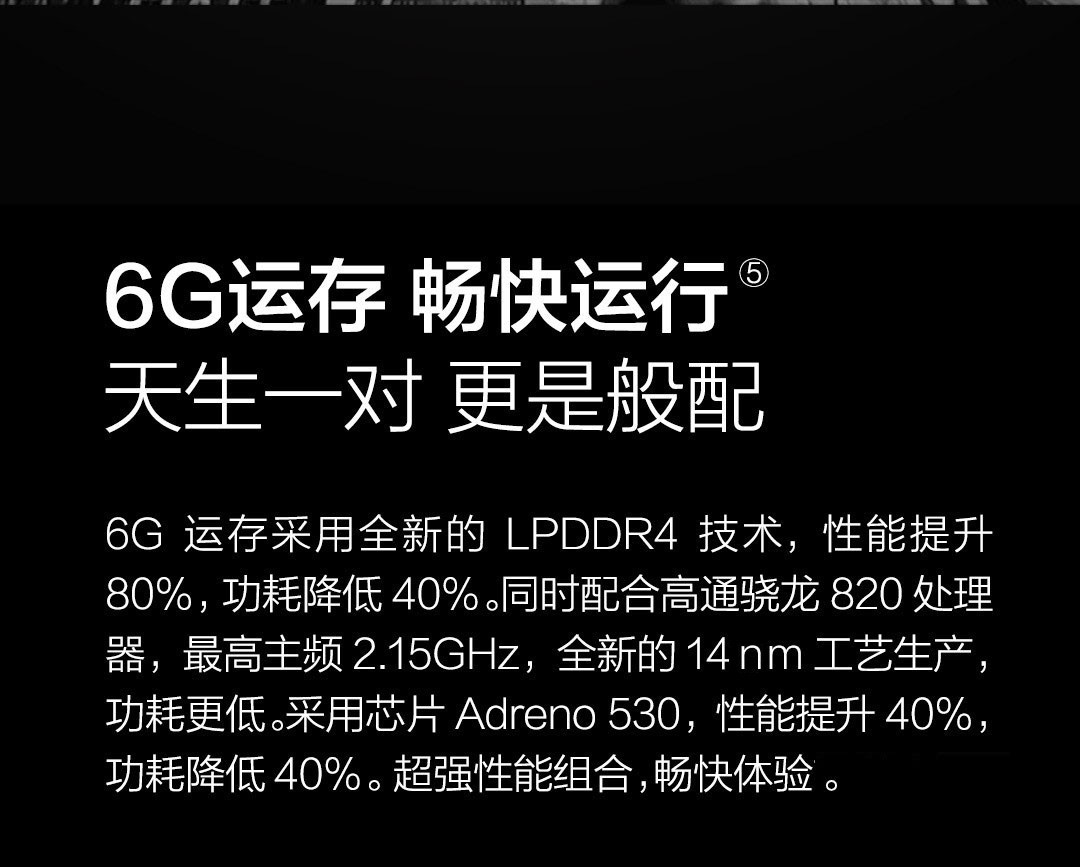 6G运存 畅快运行⑤
天生一对 更是般配
6G 运存采用全新的 LPDDR4 技术，性能提升
80%，功耗降低 40%。同时配合高通骁龙 820 处理
器，最高主频 2.15GHz，全新的 14 nm 工艺生产，
功耗更低。采用芯片 Adreno 530，性能提升 40%，
功耗降低 40%。超强性能组合，畅快体验 。